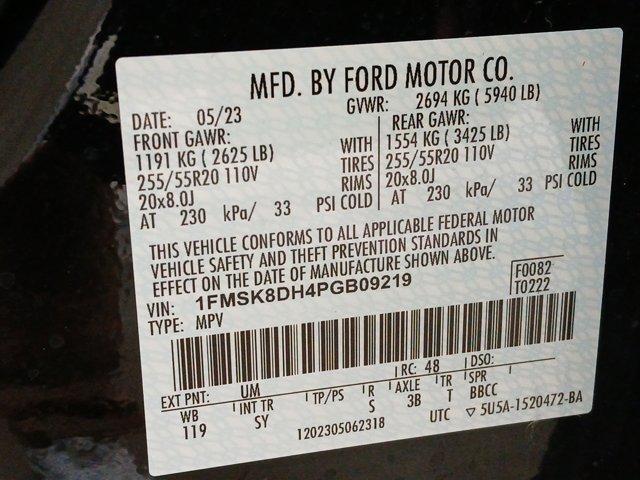 MFD. BY FORD MOTOR CO.
DATE: 05/23 GVWR: 2694 KG ( 5940 LB)
FRONT GAWR: REAR GAWR:
1191 KG ( 2625 LB) WITH 1554 KG ( 3425 LB) WITH
255/55R20 110V TIRES 255/55R20 110V TIRES
20x8.0J RIMS 20x8.0J RIMS
AT 230 kPa/ 33 PSI COLD AT 230 kPa/ 33 PSI COLD
THIS VEHICLE CONFORMS TO ALL APPLICABLE FEDERAL MOTOR
VEHICLE SAFETY AND THEFT PREVENTION STANDARDS IN
EFFECT ON THE DATE OF MANUFACTURE SHOWN ABOVE.
VIN: 1FMSK8DH4PGB09219 F0082
TYPE: MPV T0222
EXT PNT: UM RC: 48 DSO:
WB INT TR TP/PS R AXLE TR SPR
119 SY S 3B T BBCC
1202305062318 UTC ▽ 5U5A-1520472-BA